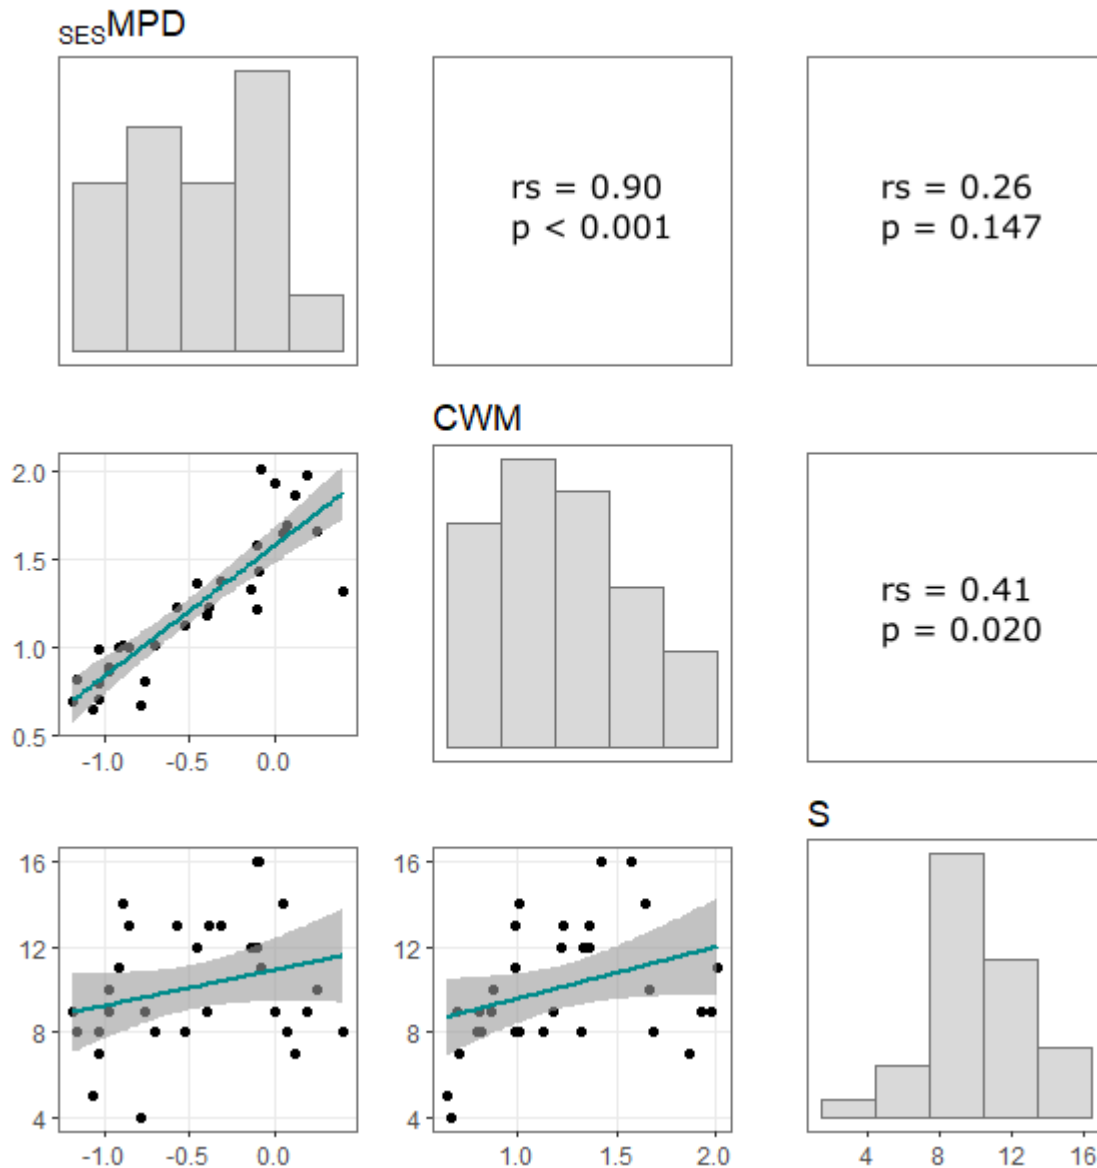 SESMPD
rs = 0.90
p < 0.001
rs = 0.26
p = 0.147
CWM
2.0
1.5
1.0
0.5
-1.0 -0.5 0.0
rs = 0.41
p = 0.020
S
16
12
8
4
-1.0 -0.5 0.0
16
12
8
4
1.0 1.5 2.0
4 8 12 16